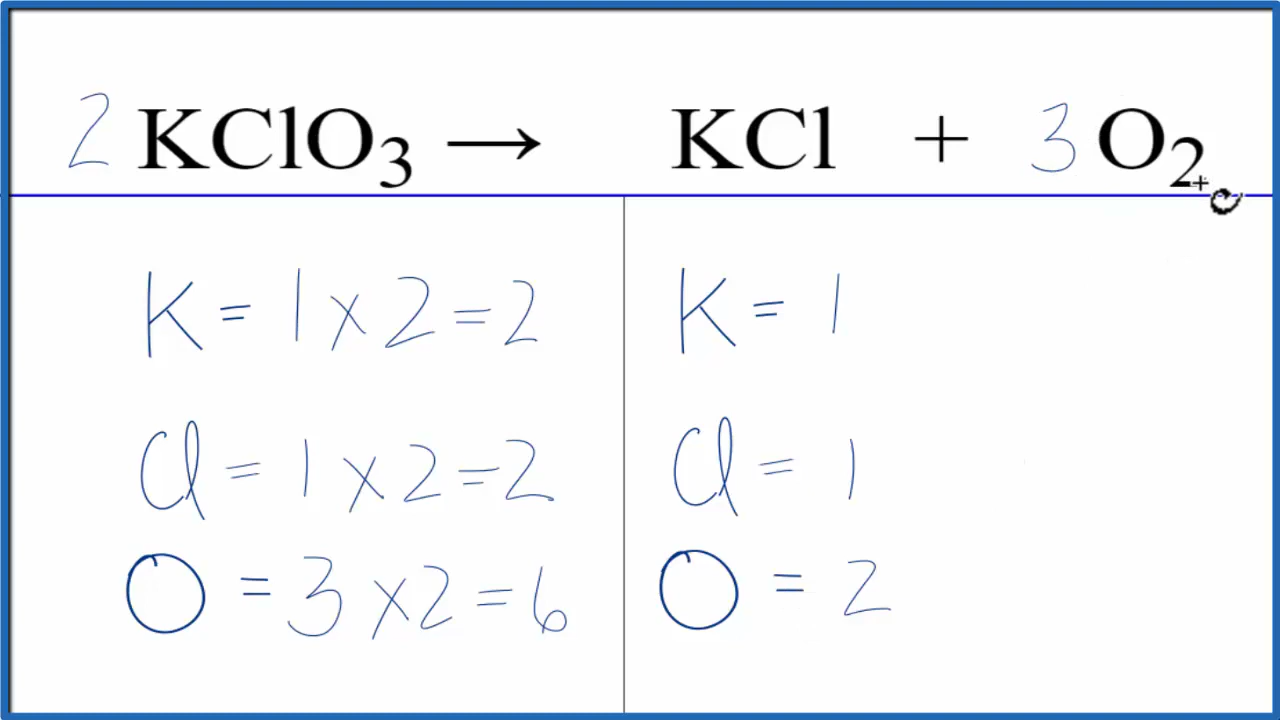 2 KClO₃ → KCl + 3 O₂
K = 1 x 2 = 2
K = 1
Cl = 1 x 2 = 2
Cl = 1
O = 3 x 2 = 6
O = 2